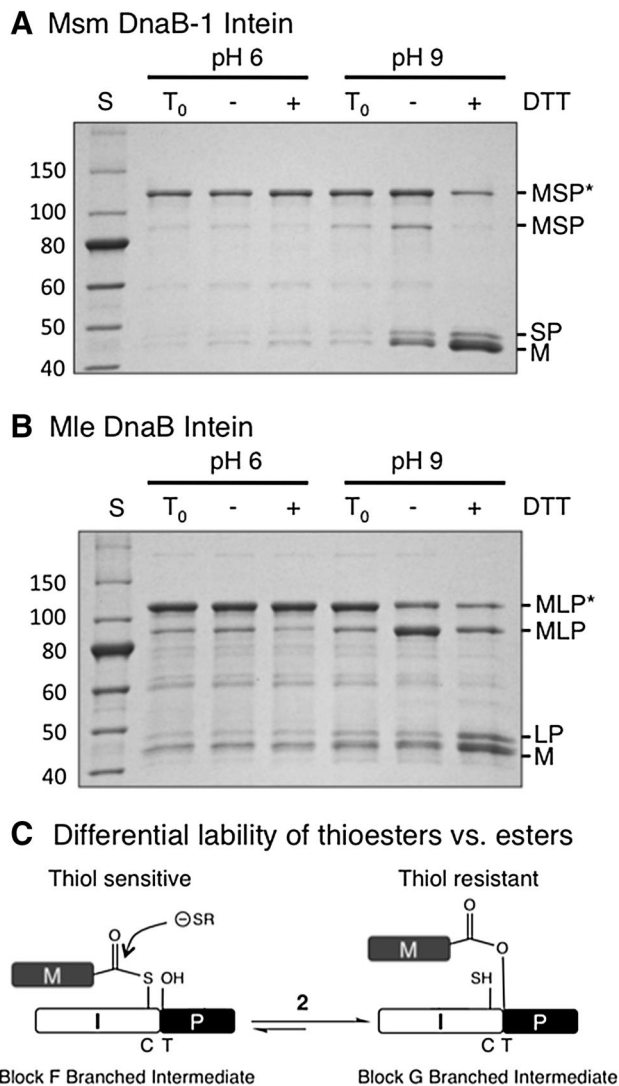 A Msm DnaB-1 Intein
pH 6 pH 9
S T0 - + T0 - + DTT
150
100
80
60
50
40
MSP*
MSP
SP
M
B Mle DnaB Intein
pH 6 pH 9
S T0 - + T0 - + DTT
150
100
80
60
50
40
MLP*
MLP
LP
M
C Differential lability of thioesters vs. esters
Thiol sensitive Thiol resistant
O ⊖SR O
M S OH M O
2 SH
I P I P
C T C T
Block F Branched Intermediate Block G Branched Intermediate